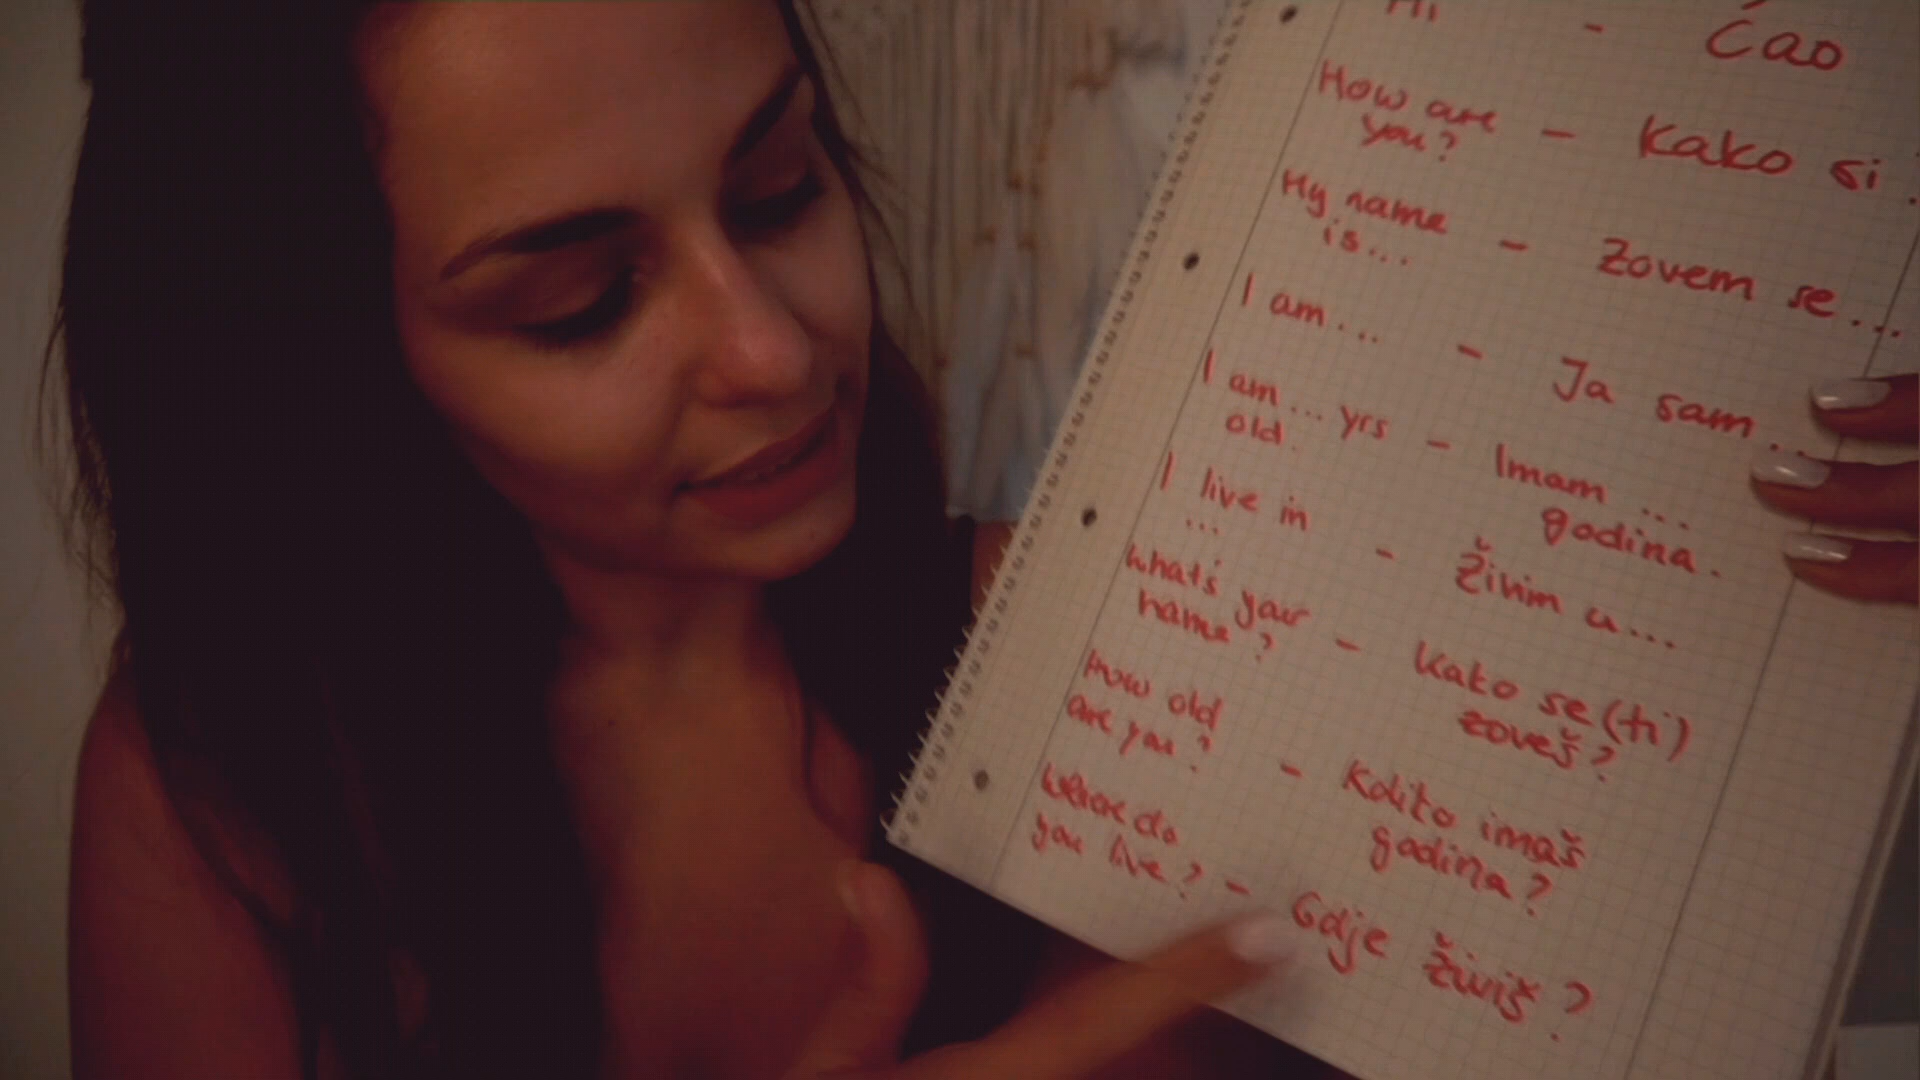 Hi - Ćao
How are - Kako si?
you?
My name - Zovem se...
is...
I am... - Ja sam...
I am... yrs - Imam ...
old. godina.
I live in - Živim u...
...
What's your - Kako se (ti)
name? zoveš?
How old - Koliko imaš
are you? godina?
Where do
you live? - Gdje živiš?